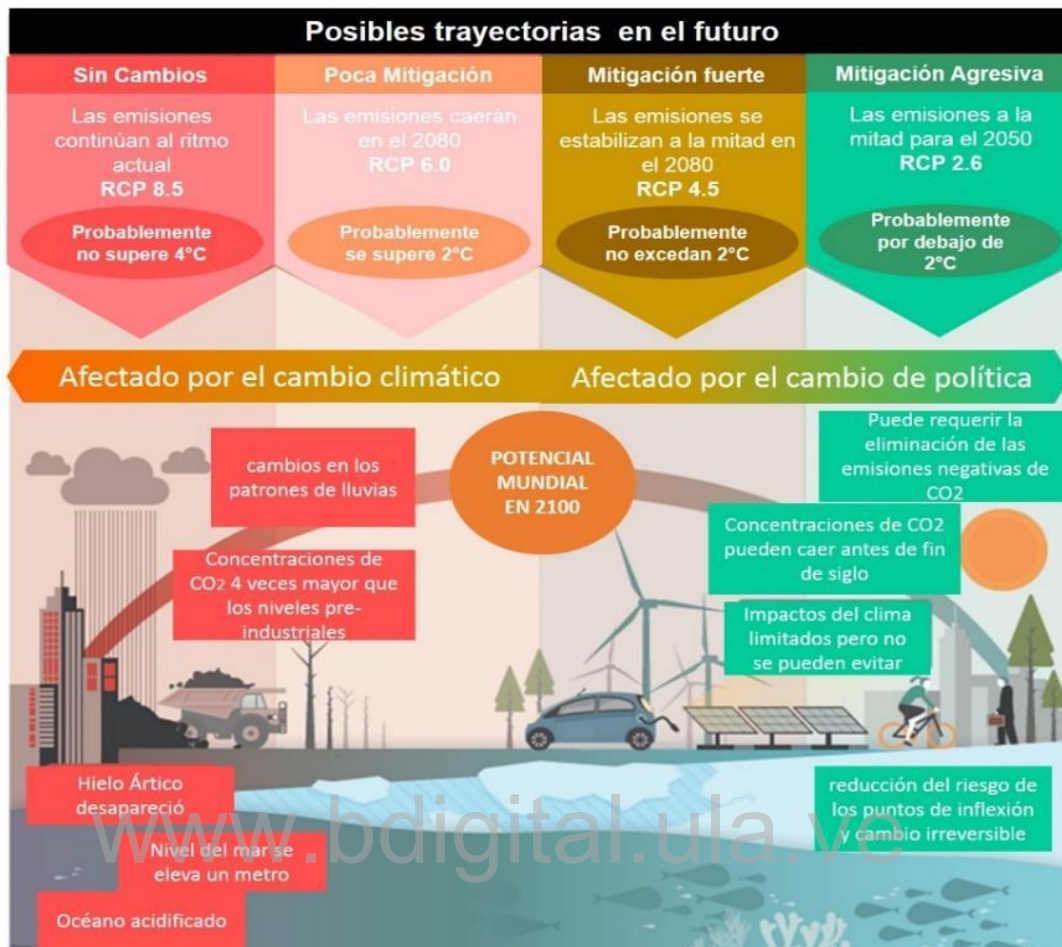 Posibles trayectorias en el futuro
Sin Cambios
Las emisiones
continúan al ritmo
actual
RCP 8.5
Probablemente
no supere 4°C
Poca Mitigación
Las emisiones caerán
en el 2080
RCP 6.0
Probablemente
se supere 2°C
Mitigación fuerte
Las emisiones se
estabilizan a la mitad en
el 2080
RCP 4.5
Probablemente
no excedan 2°C
Mitigación Agresiva
Las emisiones a la
mitad para el 2050
RCP 2.6
Probablemente
por debajo de
2°C
Afectado por el cambio climático
Afectado por el cambio de política
cambios en los
patrones de lluvias
Concentraciones de
CO2 4 veces mayor que
los niveles pre-
industriales
POTENCIAL
MUNDIAL
EN 2100
Puede requerir la
eliminación de las
emisiones negativas de
CO2
Concentraciones de CO2
pueden caer antes de fin
de siglo
Impactos del clima
limitados pero no
se pueden evitar
Hielo Ártico
desapareció
Nivel del mar se
eleva un metro
Océano acidificado
reducción del riesgo de
los puntos de inflexión
y cambio irreversible
www.bdigital.ula.ve